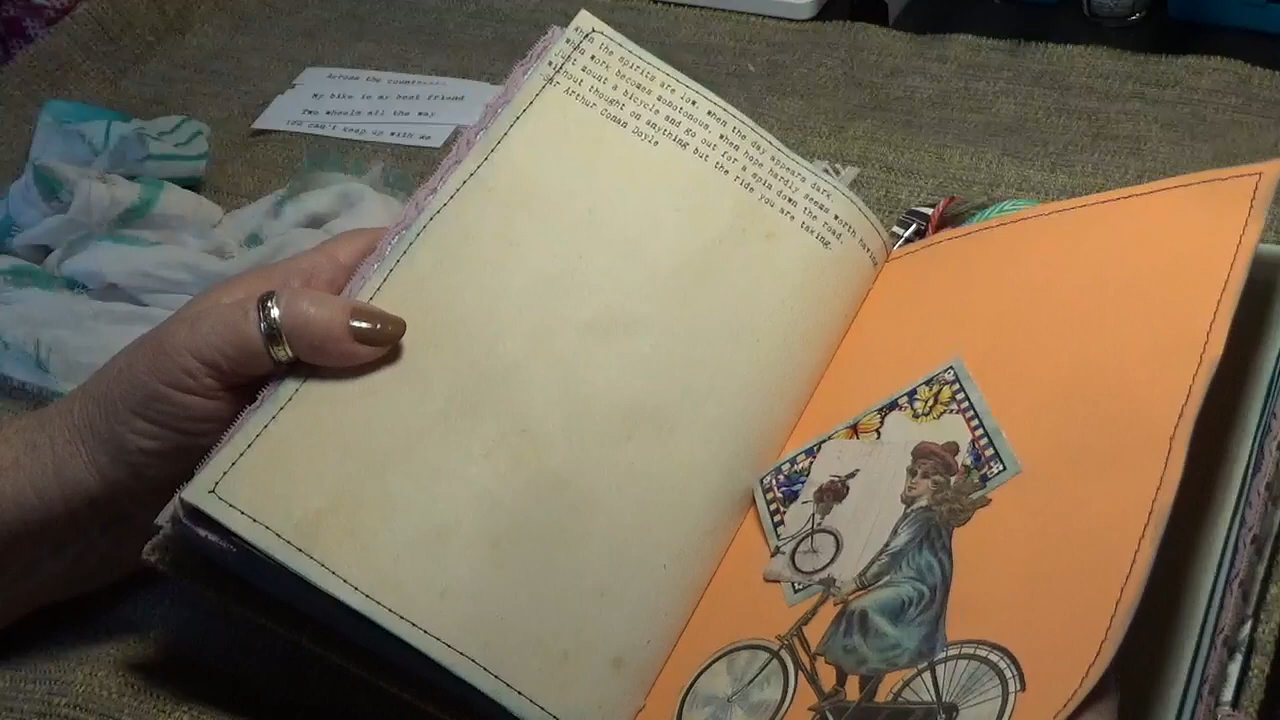 Across the
My bike is my best friend
Two wheels all the way
you can't keep up with me
When the spirits are low, when the day appears dark,
when work becomes monotonous, when hope hardly seems worth having
just mount a bicycle and go out for a spin down the road,
without thought on anything but the ride you are taking.
Sir Arthur Conan Doyle